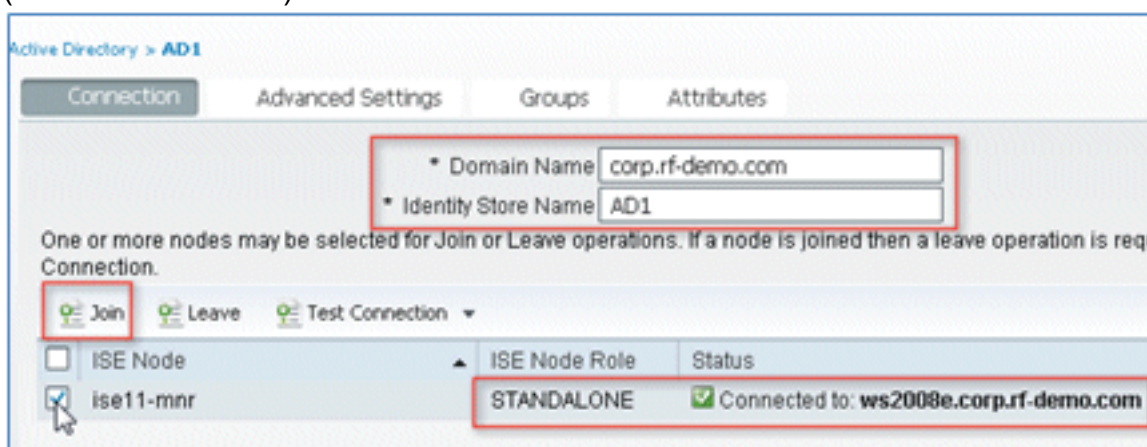 Active Directory > AD1
Connection Advanced Settings Groups Attributes
* Domain Name corp.rf-demo.com
* Identity Store Name AD1
One or more nodes may be selected for Join or Leave operations. If a node is joined then a leave operation is req
Connection.
Join Leave Test Connection
ISE Node ISE Node Role Status
ise11-mnr STANDALONE Connected to: ws2008e.corp.rf-demo.com